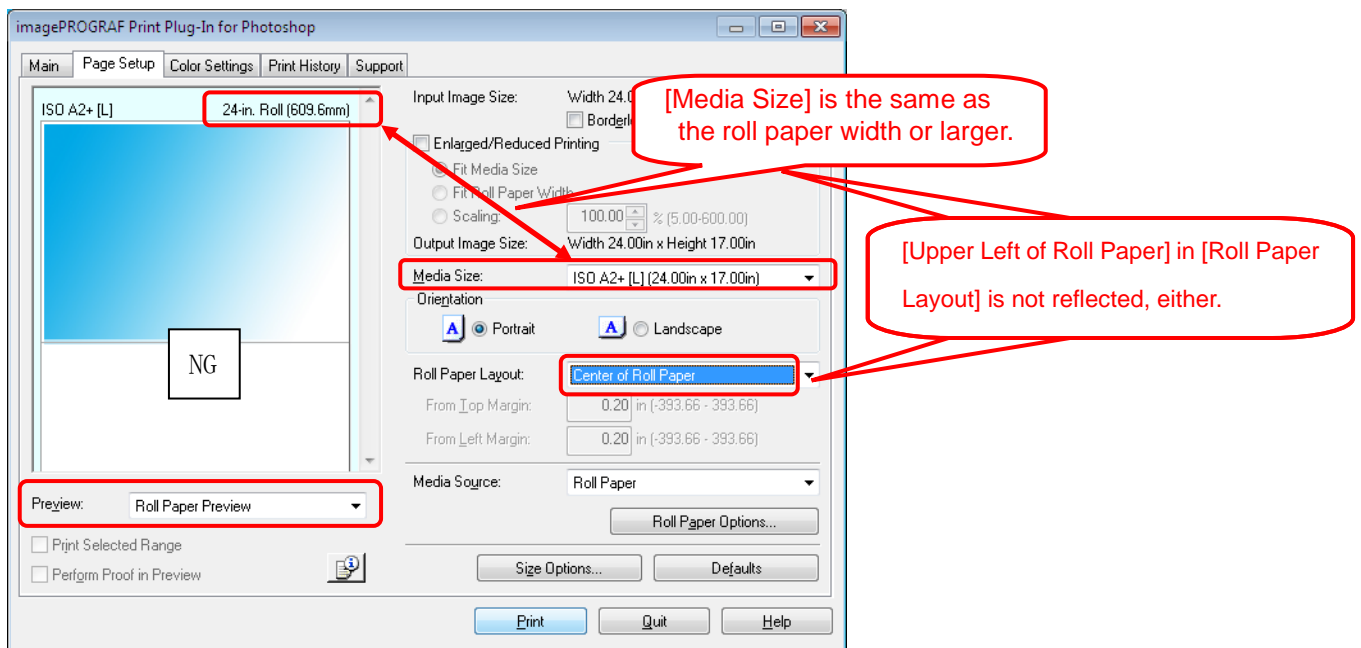 imagePROGRAF Print Plug-In for Photoshop
Main Page Setup Color Settings Print History Support
ISO A2+ [L] 24-in. Roll (609.6mm)
NG
Preview: Roll Paper Preview
Print Selected Range
Perform Proof in Preview
Input Image Size: Width 24.0
Enlarged/Reduced Printing
Fit Media Size
Fit Roll Paper Width
Scaling: 100.00 % (5.00-600.00)
Output Image Size: Width 24.00in x Height 17.00in
Media Size: ISO A2+ [L] (24.00in x 17.00in)
Orientation
A Portrait A Landscape
Roll Paper Layout: Center of Roll Paper
From Top Margin: 0.20 in (-393.66 - 393.66)
From Left Margin: 0.20 in (-393.66 - 393.66)
Media Source: Roll Paper
Roll Paper Options...
Size Options... Defaults
Print Quit Help
[Media Size] is the same as
the roll paper width or larger.
[Upper Left of Roll Paper] in [Roll Paper
Layout] is not reflected, either.